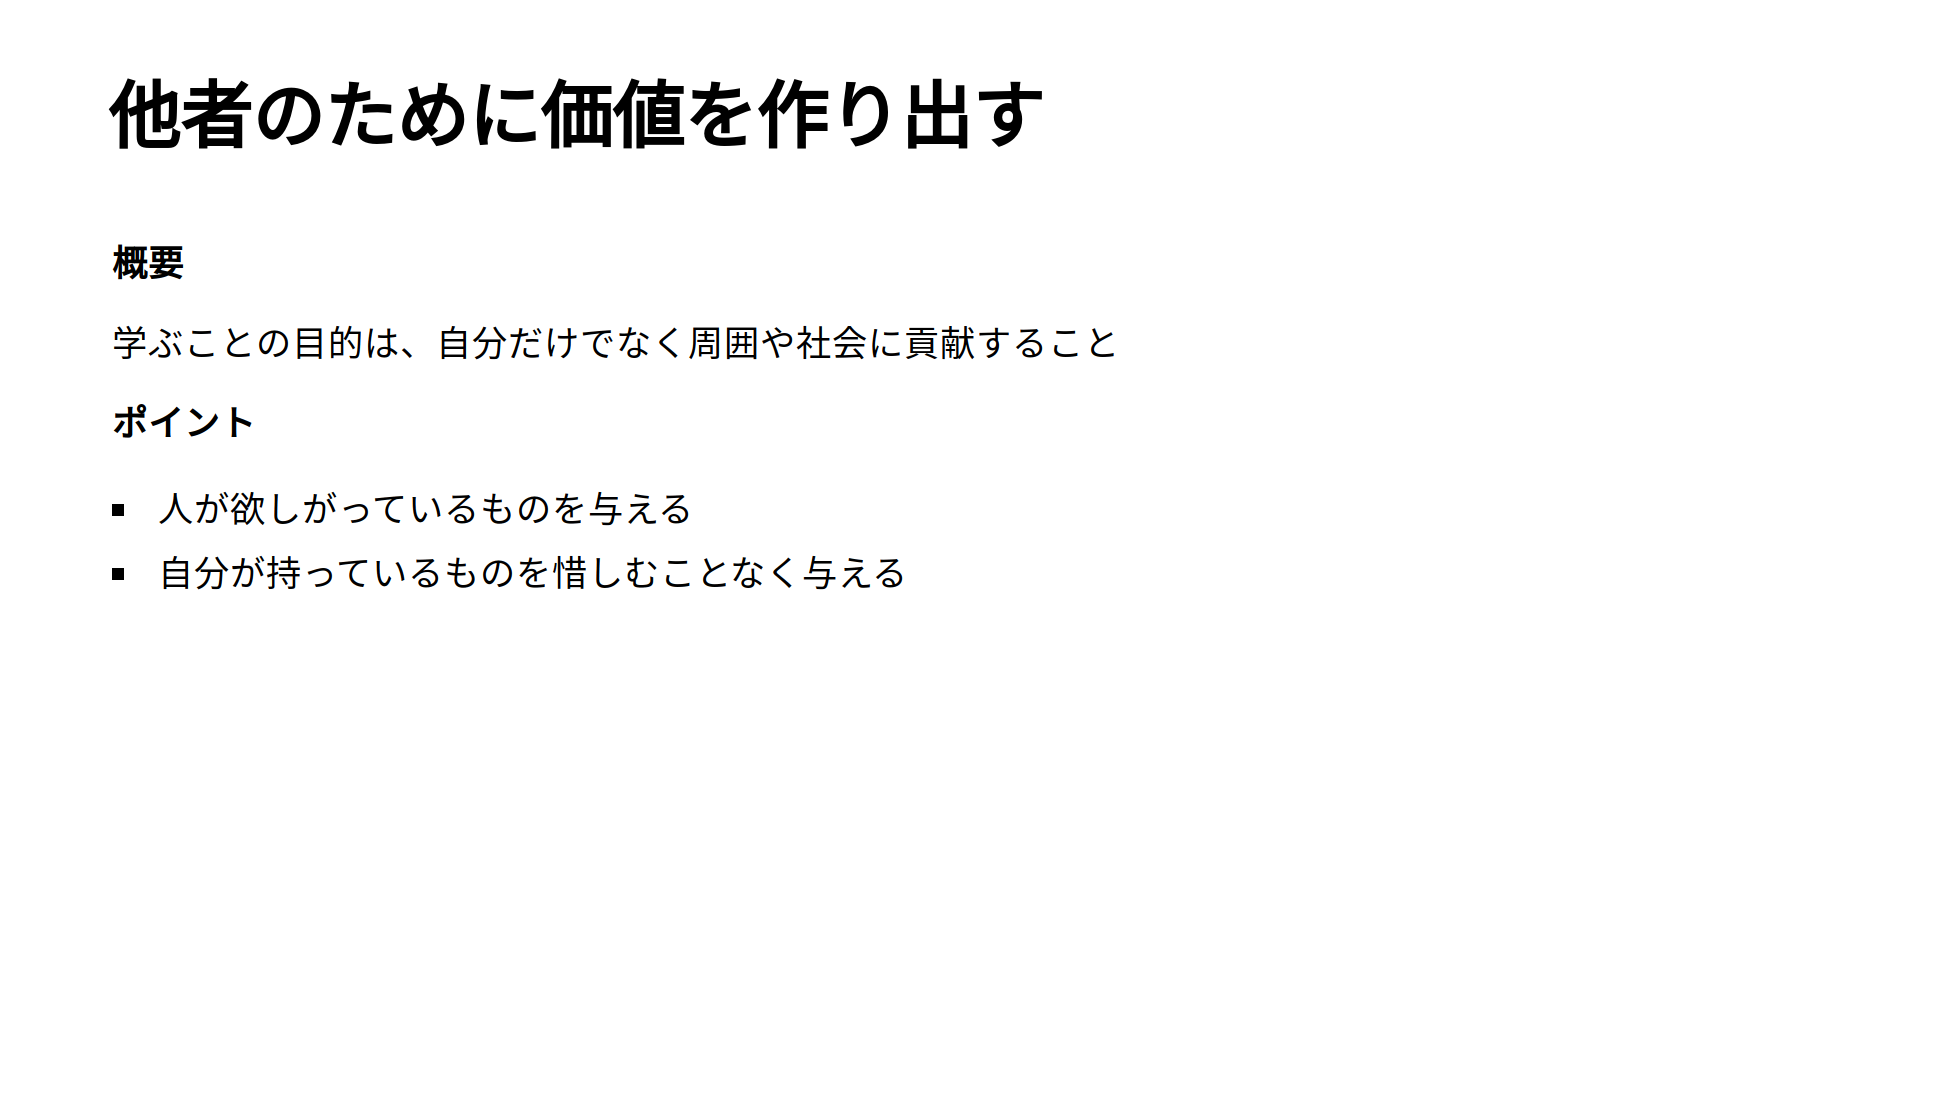 他者のために価値を作り出す
概要
学ぶことの目的は、自分だけでなく周囲や社会に貢献すること
ポイント
▪ 人が欲しがっているものを与える
▪ 自分が持っているものを惜しむことなく与える